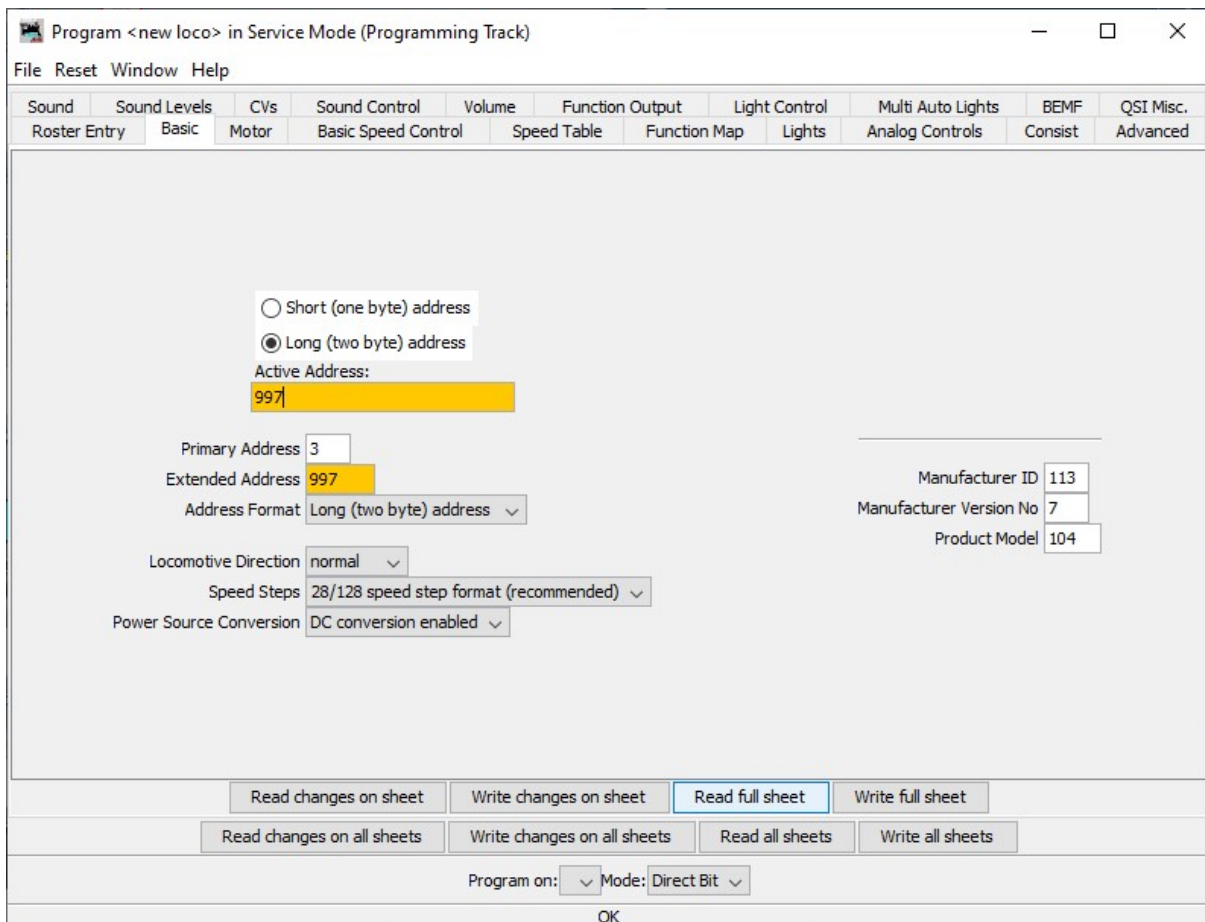 Program <new loco> in Service Mode (Programming Track)
File Reset Window Help
Sound Sound Levels CVs Sound Control Volume Function Output Light Control Multi Auto Lights BEMF QSI Misc.
Roster Entry Basic Motor Basic Speed Control Speed Table Function Map Lights Analog Controls Consist Advanced
Short (one byte) address
Long (two byte) address
Active Address:
997
Primary Address 3
Extended Address 997
Address Format Long (two byte) address
Locomotive Direction normal
Speed Steps 28/128 speed step format (recommended)
Power Source Conversion DC conversion enabled
Manufacturer ID 113
Manufacturer Version No 7
Product Model 104
Read changes on sheet Write changes on sheet Read full sheet Write full sheet
Read changes on all sheets Write changes on all sheets Read all sheets Write all sheets
Program on: Mode: Direct Bit
OK